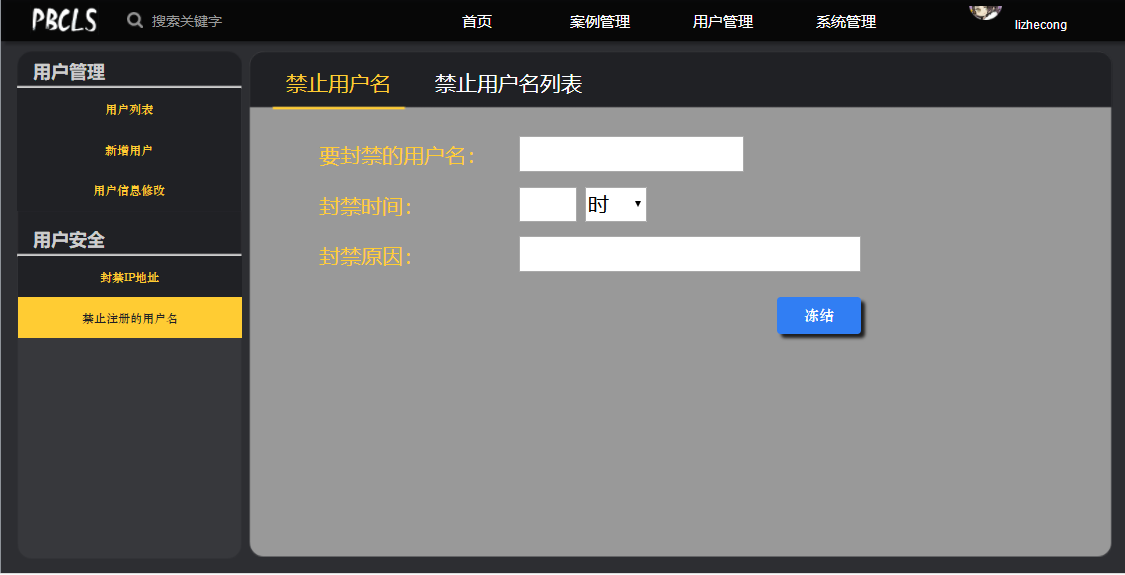 PBCLS
搜索关键字
首页
案例管理
用户管理
系统管理
lizhecong
用户管理
用户列表
新增用户
用户信息修改
用户安全
封禁IP地址
禁止注册的用户名
禁止用户名
禁止用户名列表
要封禁的用户名：
封禁时间：
时
封禁原因：
冻结